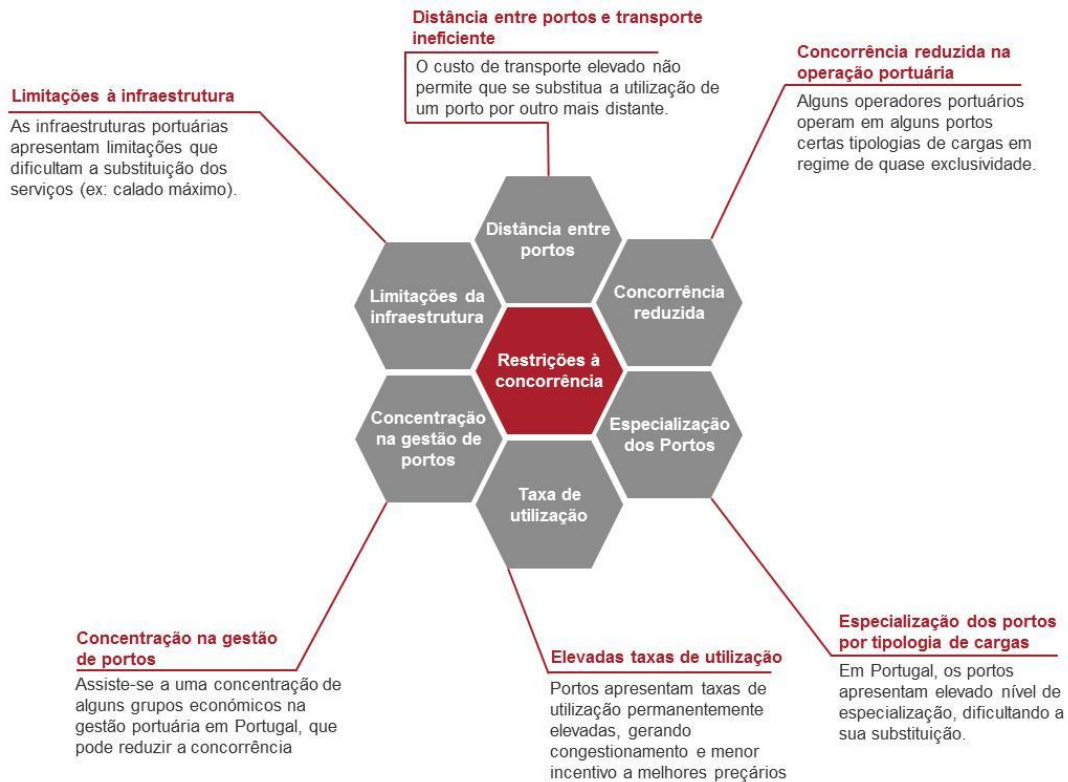 Distância entre portos e transporte
ineficiente
O custo de transporte elevado não
permite que se substitua a utilização de
um porto por outro mais distante.
Concorrência reduzida na
operação portuária
Alguns operadores portuários
operam em alguns portos
certas tipologias de cargas em
regime de quase exclusividade.
Limitações à infraestrutura
As infraestruturas portuárias
apresentam limitações que
dificultam a substituição dos
serviços (ex: calado máximo).
Distância entre
portos
Limitações da
infraestrutura
Concorrência
reduzida
Restrições à
concorrência
Concentração
na gestão de
portos
Especialização
dos Portos
Taxa de
utilização
Concentração na gestão
de portos
Assiste-se a uma concentração de
alguns grupos económicos na
gestão portuária em Portugal, que
pode reduzir a concorrência
Elevadas taxas de utilização
Portos apresentam taxas de
utilização permanentemente
elevadas, gerando
congestionamento e menor
incentivo a melhores preçários
Especialização dos portos
por tipologia de cargas
Em Portugal, os portos
apresentam elevado nível de
especialização, dificultando a
sua substituição.